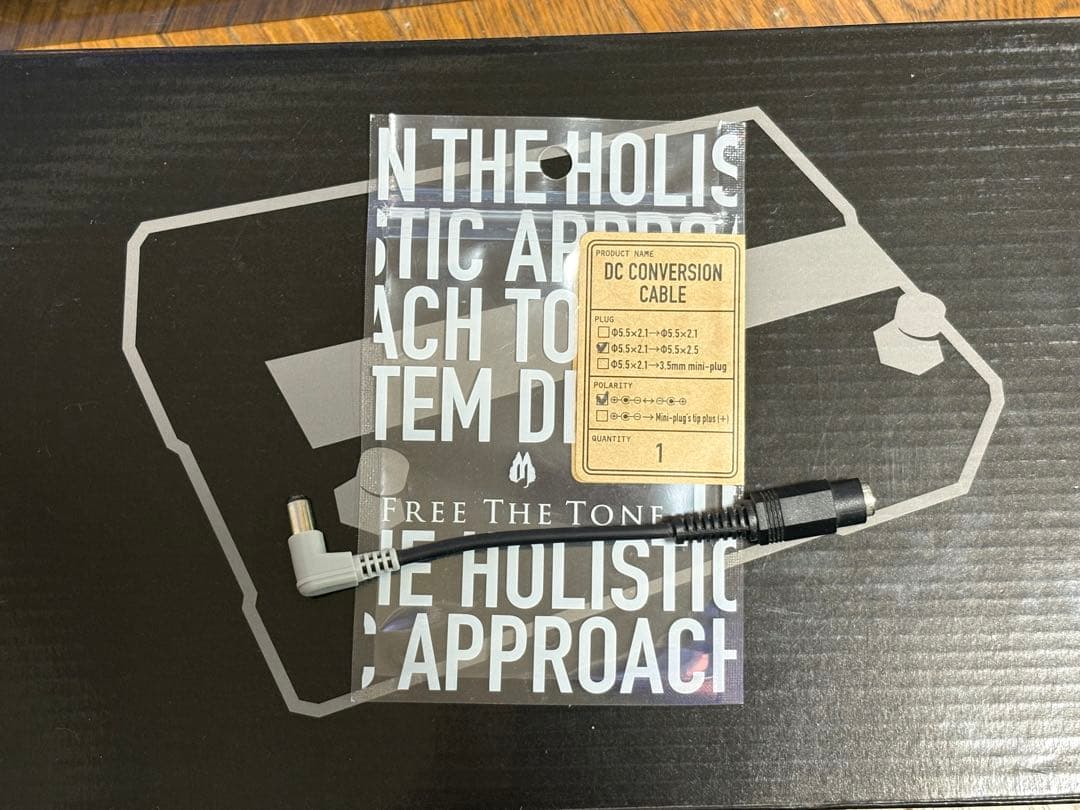 N THE HOLIS
STIC APPROA
ACH TO
TEM DE
PRODUCT NAME
DC CONVERSION
CABLE
PLUG
Φ5.5×2.1→Φ5.5×2.1
Φ5.5×2.1→Φ5.5×2.5
Φ5.5×2.1→3.5mm mini-plug
POLARITY
⊕-●-⊖↔⊖-●-⊕
⊕-●-⊖→Mini-plug's tip plus (+)
QUANTITY
1
FREE THE TONE
HE HOLISTIC
C APPROACH